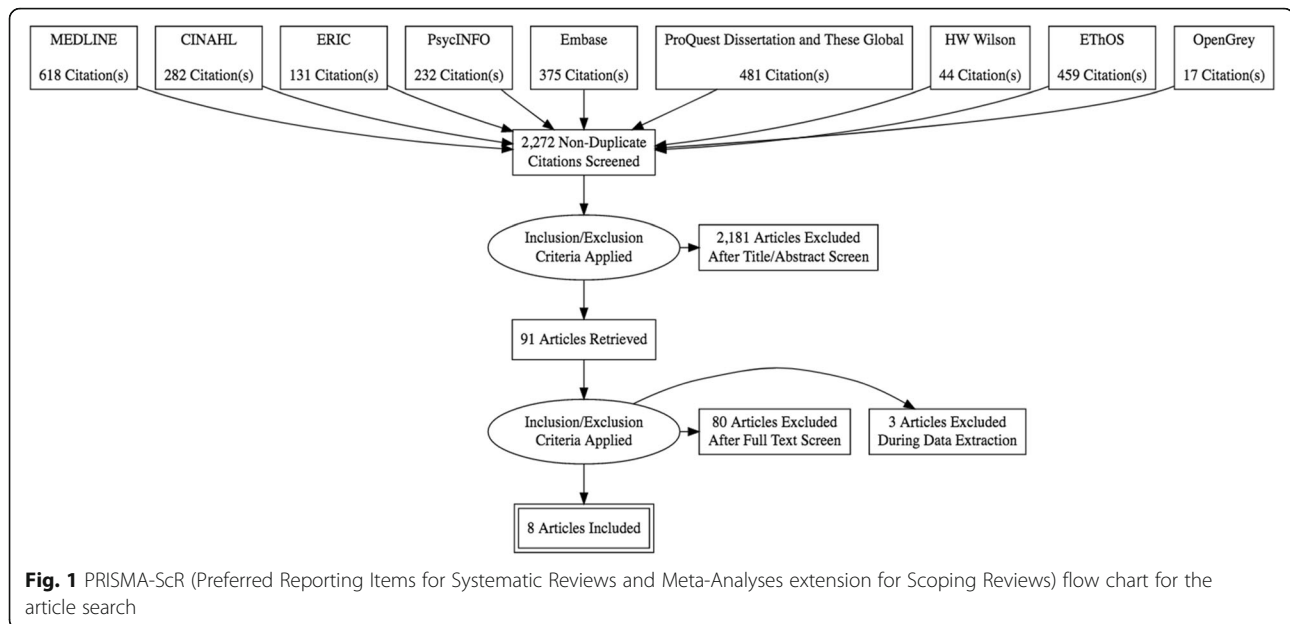 MEDLINE
618 Citation(s)
CINAHL
282 Citation(s)
ERIC
131 Citation(s)
PsycINFO
232 Citation(s)
Embase
375 Citation(s)
ProQuest Dissertation and These Global
481 Citation(s)
HW Wilson
44 Citation(s)
EThOS
459 Citation(s)
OpenGrey
17 Citation(s)
2,272 Non-Duplicate
Citations Screened
Inclusion/Exclusion
Criteria Applied
2,181 Articles Excluded
After Title/Abstract Screen
91 Articles Retrieved
Inclusion/Exclusion
Criteria Applied
80 Articles Excluded
After Full Text Screen
3 Articles Excluded
During Data Extraction
8 Articles Included
Fig. 1 PRISMA-ScR (Preferred Reporting Items for Systematic Reviews and Meta-Analyses extension for Scoping Reviews) flow chart for the
article search